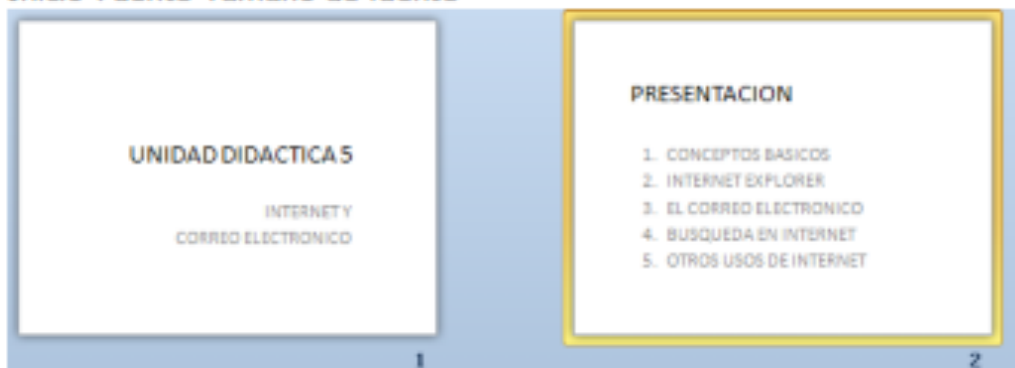 UNIDAD DIDACTICA 5
INTERNET Y
CORREO ELECTRONICO
1
PRESENTACION
1. CONCEPTOS BASICOS
2. INTERNET EXPLORER
3. EL CORREO ELECTRONICO
4. BUSQUEDA EN INTERNET
5. OTROS USOS DE INTERNET
2